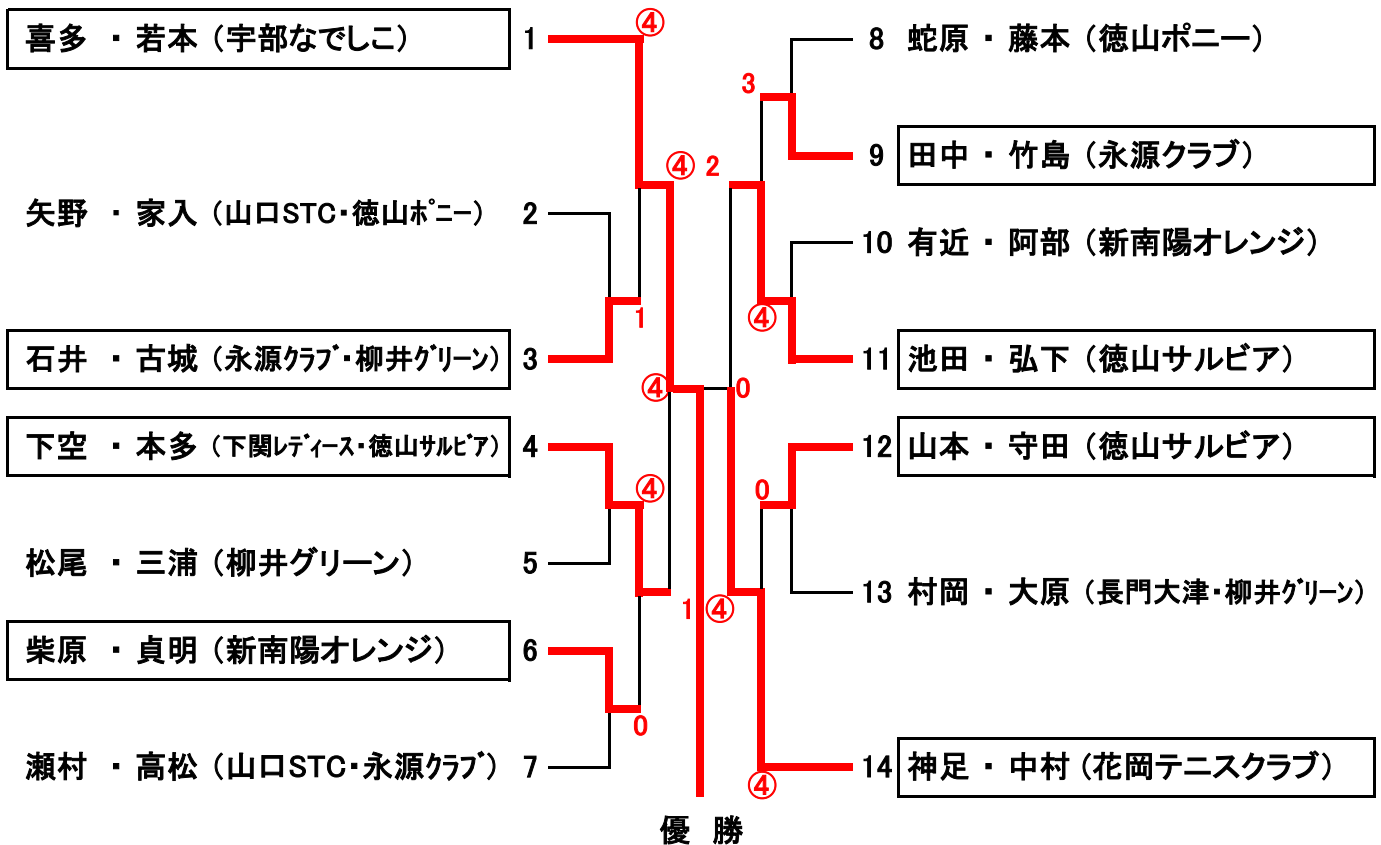 喜多 ・ 若本 (宇部なでしこ) 1
矢野 ・ 家入 (山口STC・徳山ﾎﾟﾆｰ) 2
石井 ・ 古城 (永源ｸﾗﾌﾞ・柳井ｸﾞﾘｰﾝ) 3
下空 ・ 本多 (下関ﾚﾃﾞｨｰｽ・徳山ｻﾙﾋﾞｱ) 4
松尾 ・ 三浦 (柳井グリーン) 5
柴原 ・ 貞明 (新南陽オレンジ) 6
瀬村 ・ 高松 (山口STC・永源ｸﾗﾌﾞ) 7
④
④
1
④
④
0
1
3
2
④
0
0
④
④
8 蛇原 ・ 藤本 (徳山ポニー)
9 田中 ・ 竹島 (永源クラブ)
10 有近 ・ 阿部 (新南陽オレンジ)
11 池田 ・ 弘下 (徳山サルビア)
12 山本 ・ 守田 (徳山サルビア)
13 村岡 ・ 大原 (長門大津・柳井ｸﾞﾘｰﾝ)
14 神足 ・ 中村 (花岡テニスクラブ)
優 勝